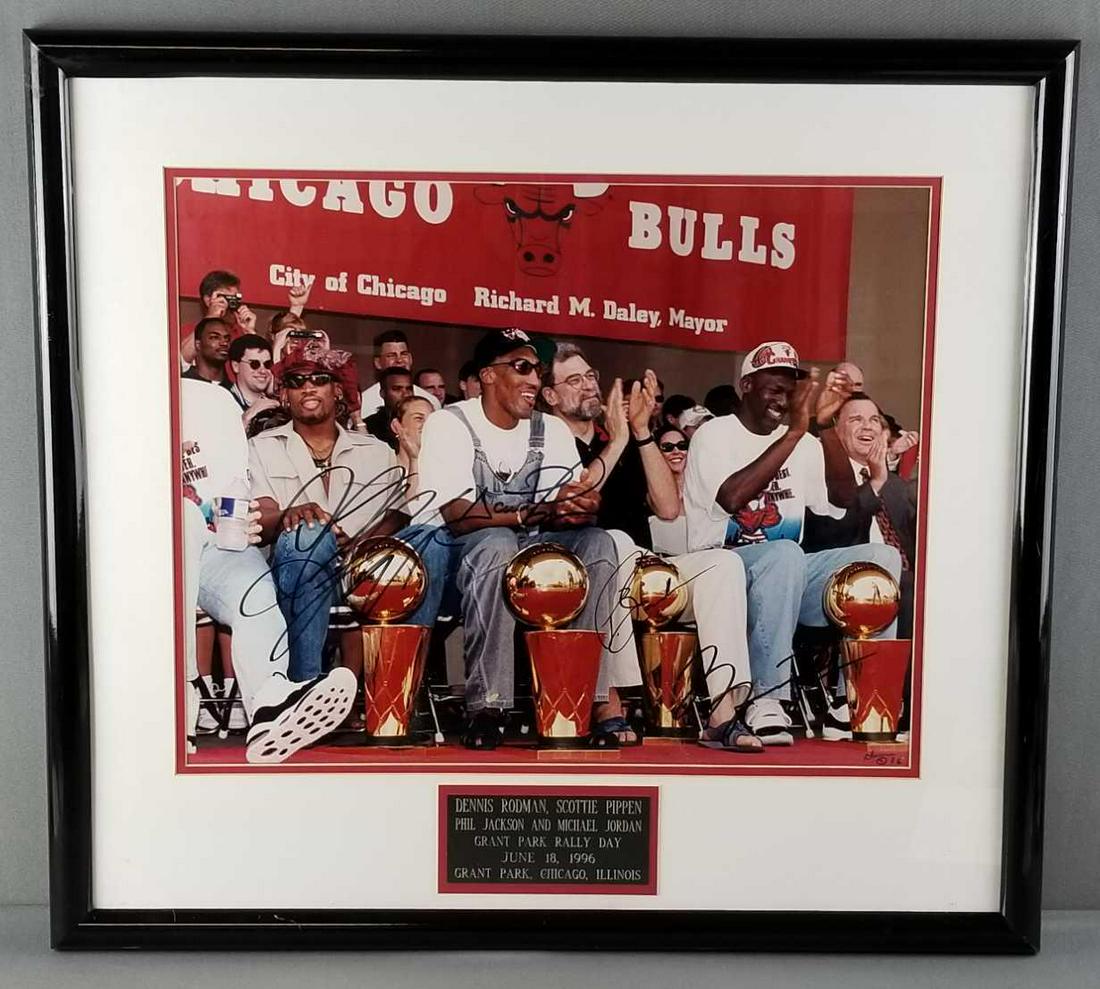 CHICAGO
BULLS
City of Chicago Richard M. Daley, Mayor
DENNIS RODMAN, SCOTTIE PIPPEN
PHIL JACKSON AND MICHAEL JORDAN
GRANT PARK RALLY DAY
JUNE 18, 1996
GRANT PARK, CHICAGO, ILLINOIS